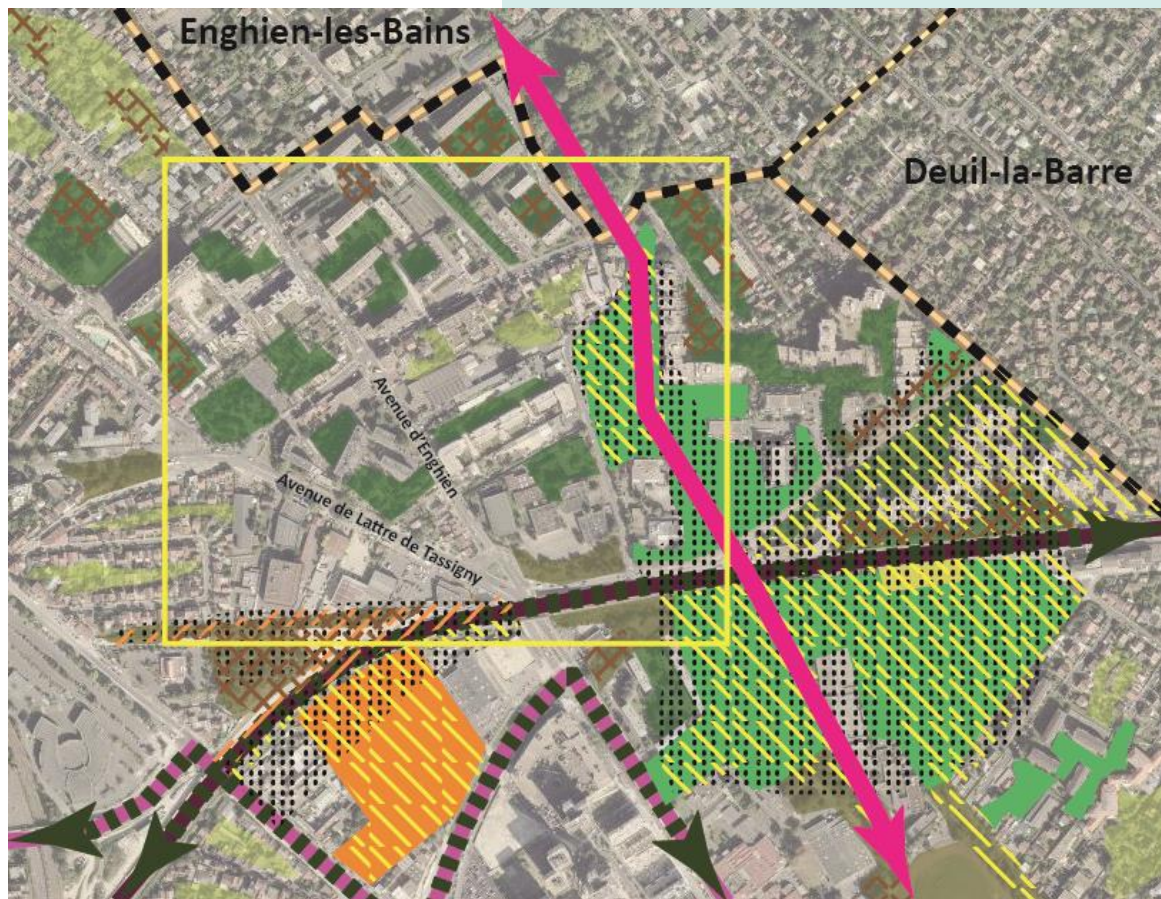 Enghien-les-Bains
Deuil-la-Barre
Avenue d'Enghien
Avenue de Lattre de Tassigny